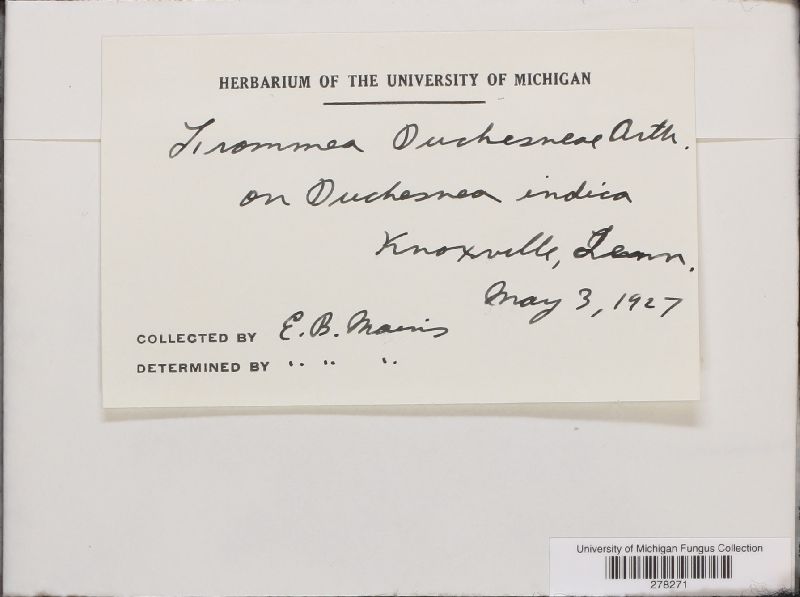 HERBARIUM OF THE UNIVERSITY OF MICHIGAN
Frommea Duchesneae Arth.
on Duchesnea indica
Knoxville, Tenn.
May 3, 1927
COLLECTED BY E. B. Mains
DETERMINED BY " " "
University of Michigan Fungus Collection
278271